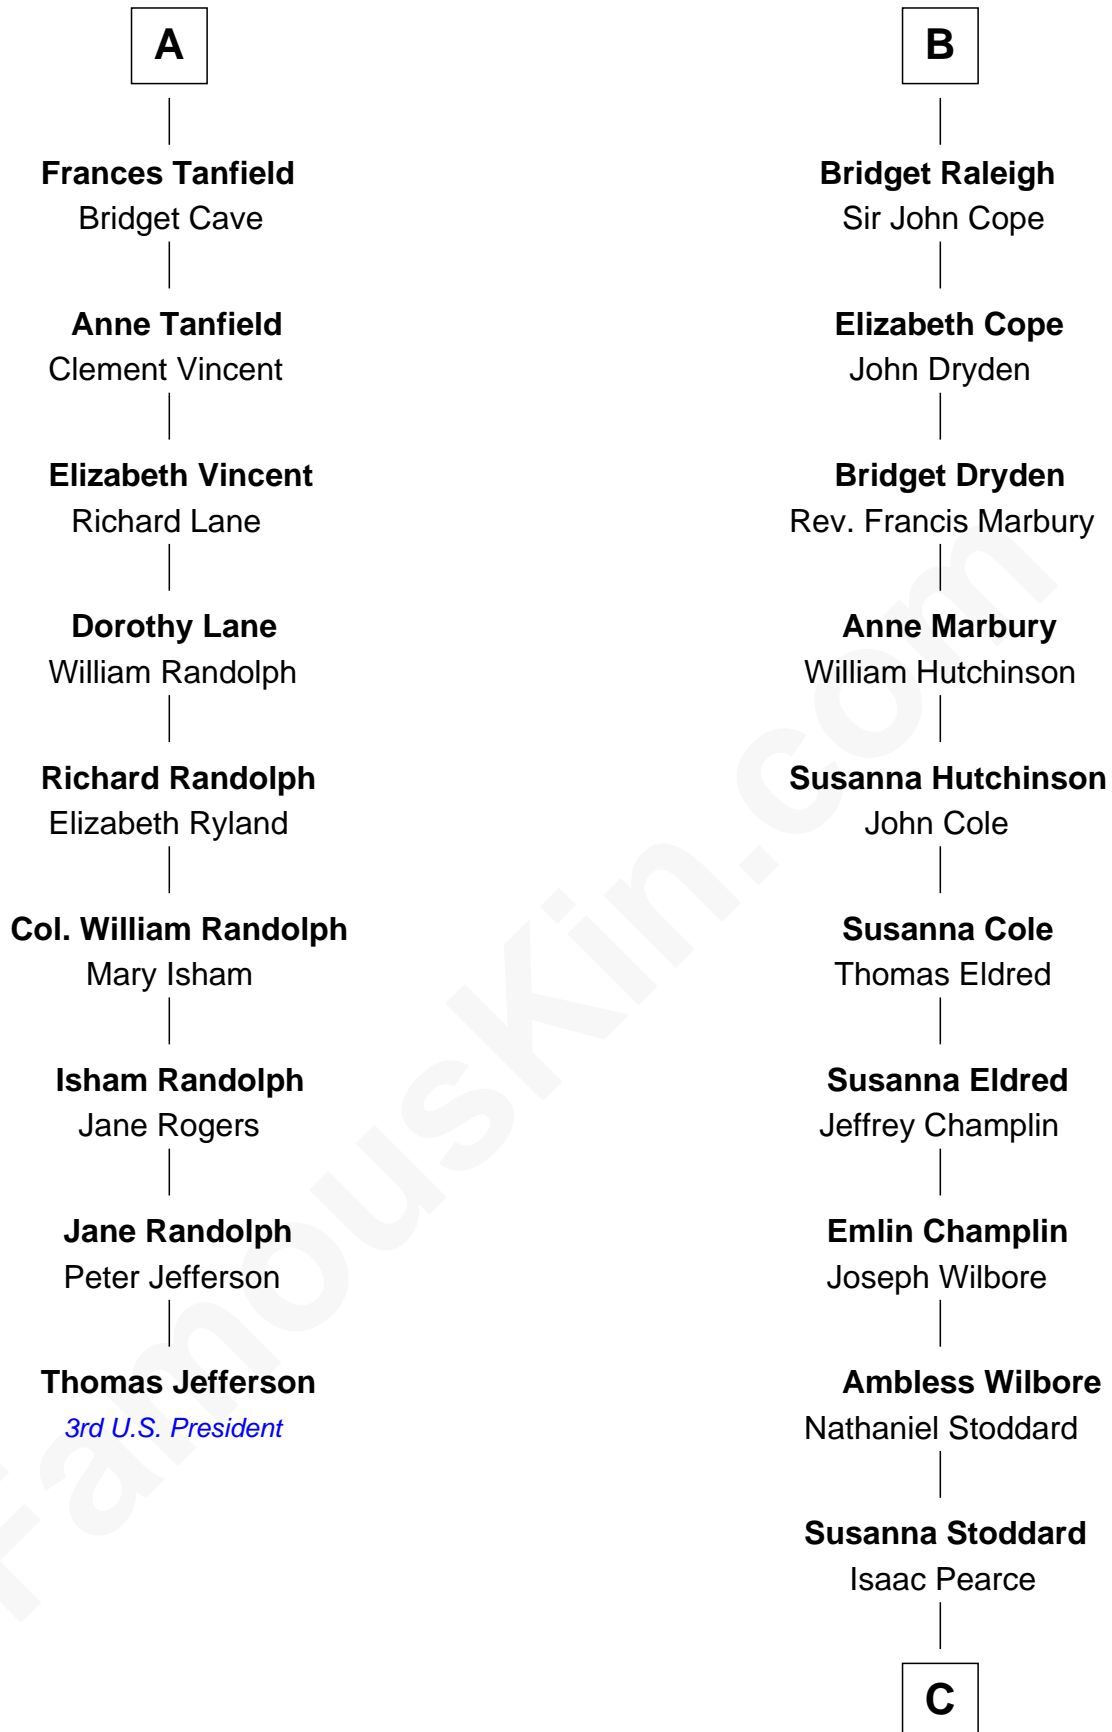 A
Frances Tanfield
Bridget Cave
Anne Tanfield
Clement Vincent
Elizabeth Vincent
Richard Lane
Dorothy Lane
William Randolph
Richard Randolph
Elizabeth Ryland
Col. William Randolph
Mary Isham
Isham Randolph
Jane Rogers
Jane Randolph
Peter Jefferson
Thomas Jefferson
3rd U.S. President
B
Bridget Raleigh
Sir John Cope
Elizabeth Cope
John Dryden
Bridget Dryden
Rev. Francis Marbury
Anne Marbury
William Hutchinson
Susanna Hutchinson
John Cole
Susanna Cole
Thomas Eldred
Susanna Eldred
Jeffrey Champlin
Emlin Champlin
Joseph Wilbore
Ambless Wilbore
Nathaniel Stoddard
Susanna Stoddard
Isaac Pearce
C
FamousKin.com